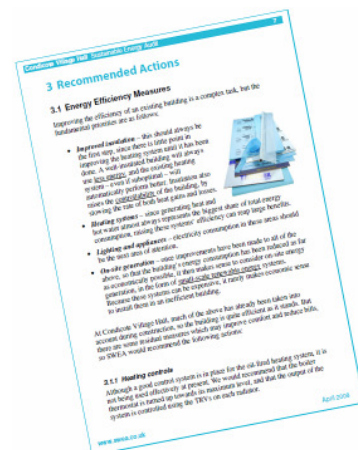 Condicote Village Hall Sustainable Energy Audit 7
3 Recommended Actions
3.1 Energy Efficiency Measures
Improving the efficiency of an existing building is a complex task, but the
fundamental priorities are as follows:
• Improved insulation – this should always be
the first step, since there is little point in
improving the heating system until it has been
done. A well-insulated building will always
use less energy, and the existing heating
system – even if suboptimal – will
automatically perform better. Insulation also
raises the controllability of the building, by
slowing the rate of both heat gains and losses.
• Heating systems – since generating heat and
hot water almost always represents the biggest share of total energy
consumption, raising these systems' efficiency can reap large benefits.
• Lighting and appliances – electricity consumption in these areas should
be the next area of attention.
• On-site generation – once improvements have been made to all of the
above, so that the building's energy consumption has been reduced as far
as economically possible, it then makes sense to consider on-site energy
generation, in the form of small-scale renewable energy systems.
Because these systems can be expensive, it rarely makes economic sense
to install them in an inefficient building.
At Condicote Village Hall, much of the above has already been taken into
account during construction, so the building is quite efficient as it stands. But
there are some residual measures which may improve comfort and reduce bills,
so SWEA would recommend the following actions:
3.1.1 Heating controls
Although a good control system is in place for the oil-fired heating system, it is
not being used effectively at present. We would recommend that the boiler
thermostat is turned up towards its maximum level, and that the output of the
system is controlled using the TRVs on each radiator.
www.swea.co.uk April 2008